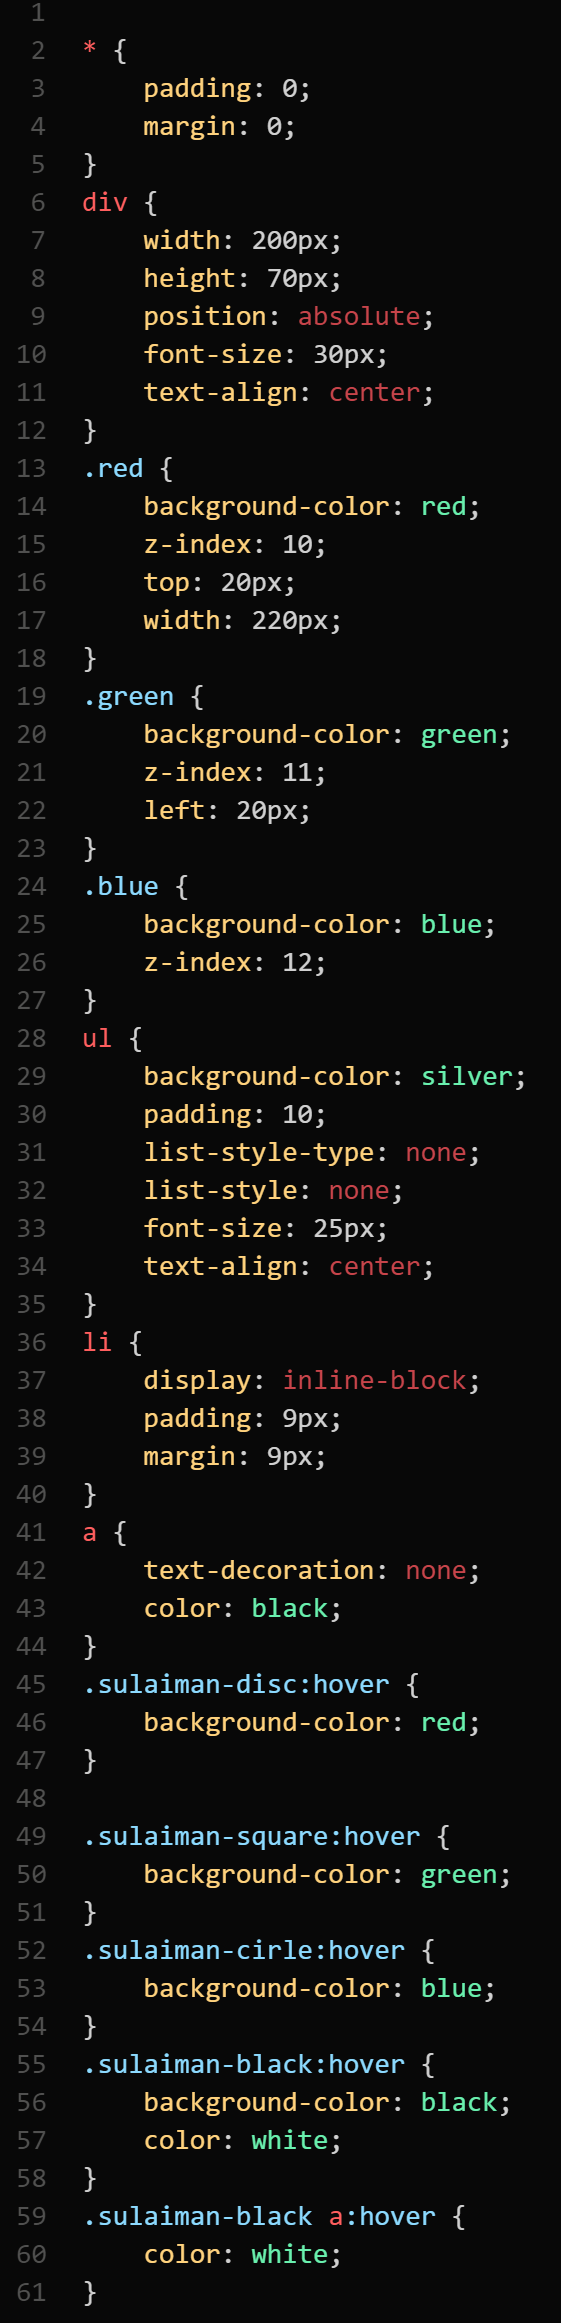 1
2 * {
3     padding: 0;
4     margin: 0;
5 }
6 div {
7     width: 200px;
8     height: 70px;
9     position: absolute;
10     font-size: 30px;
11     text-align: center;
12 }
13 .red {
14     background-color: red;
15     z-index: 10;
16     top: 20px;
17     width: 220px;
18 }
19 .green {
20     background-color: green;
21     z-index: 11;
22     left: 20px;
23 }
24 .blue {
25     background-color: blue;
26     z-index: 12;
27 }
28 ul {
29     background-color: silver;
30     padding: 10;
31     list-style-type: none;
32     list-style: none;
33     font-size: 25px;
34     text-align: center;
35 }
36 li {
37     display: inline-block;
38     padding: 9px;
39     margin: 9px;
40 }
41 a {
42     text-decoration: none;
43     color: black;
44 }
45 .sulaiman-disc:hover {
46     background-color: red;
47 }
48
49 .sulaiman-square:hover {
50     background-color: green;
51 }
52 .sulaiman-cirle:hover {
53     background-color: blue;
54 }
55 .sulaiman-black:hover {
56     background-color: black;
57     color: white;
58 }
59 .sulaiman-black a:hover {
60     color: white;
61 }